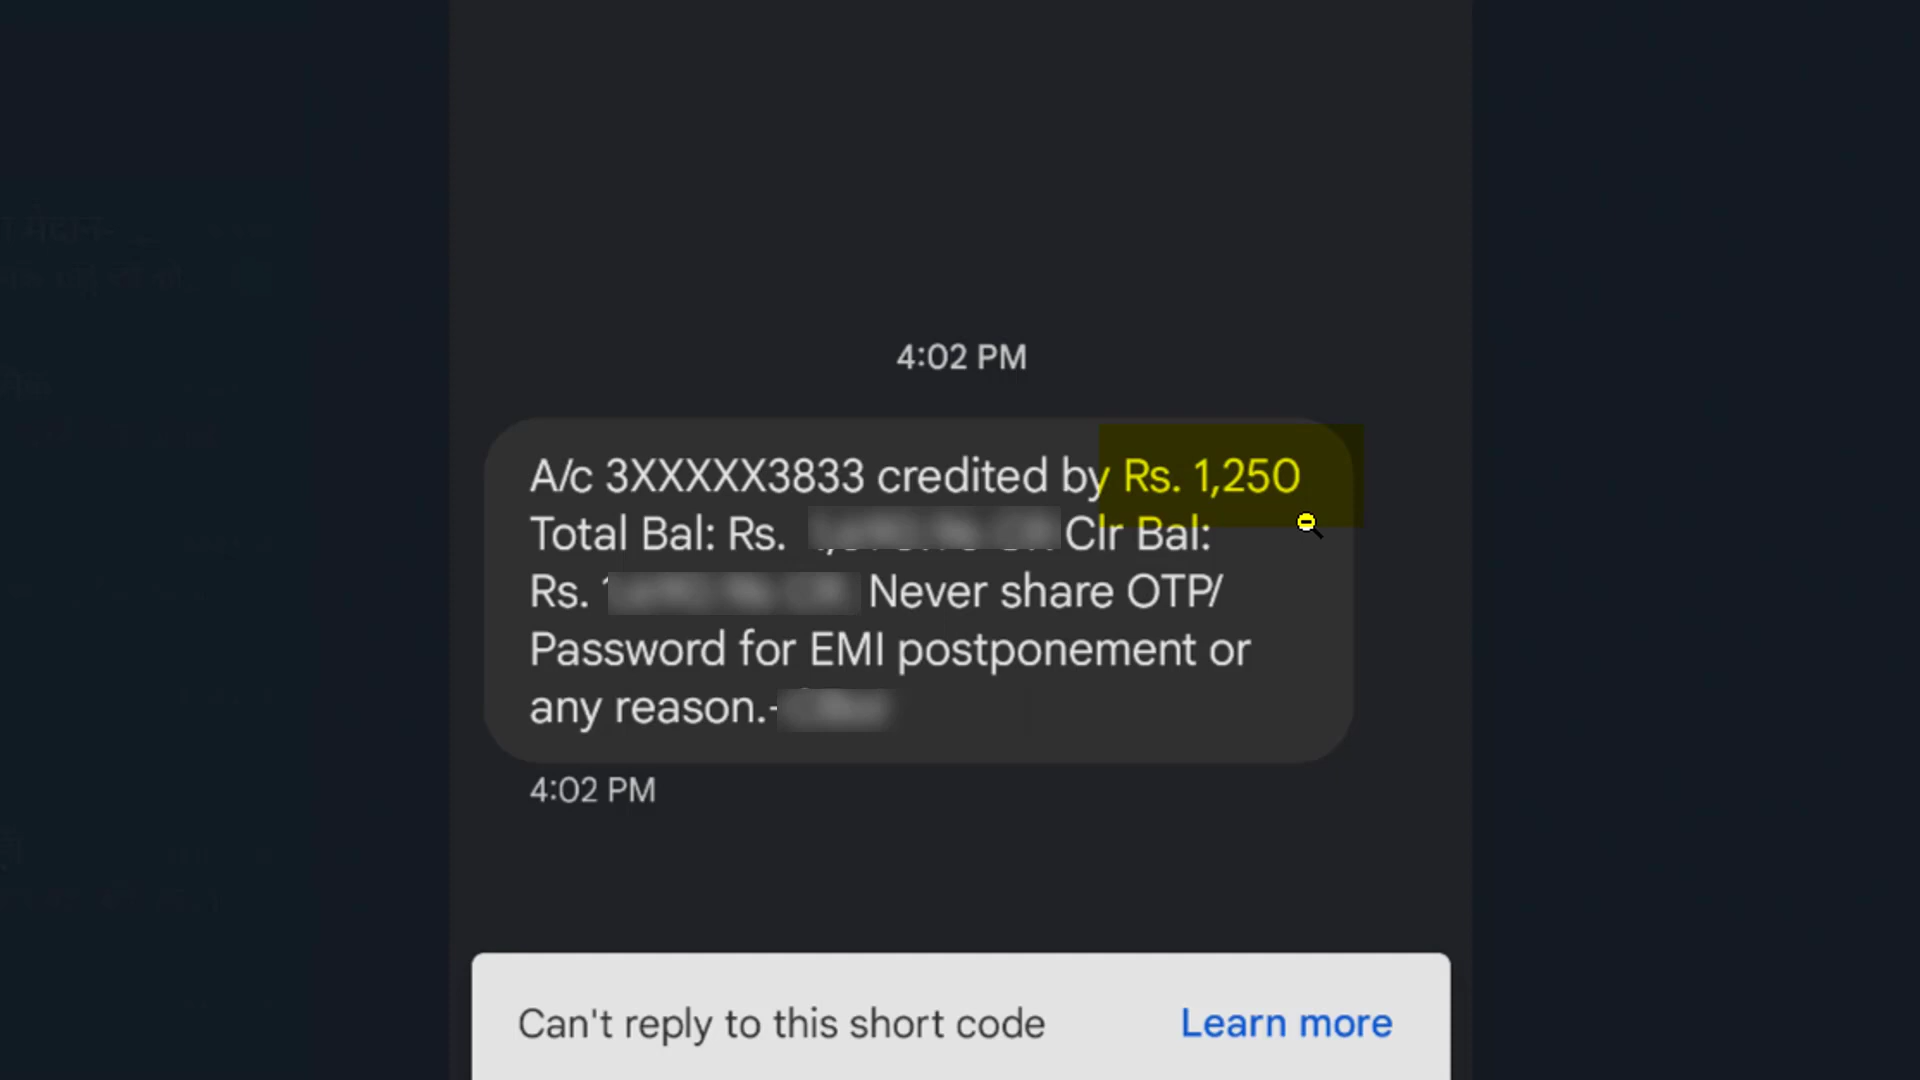 4:02 PM
A/c 3XXXXX3833 credited by Rs. 1,250
Total Bal: Rs. Clr Bal:
Rs. Never share OTP/
Password for EMI postponement or
any reason.-
4:02 PM
Can't reply to this short code Learn more